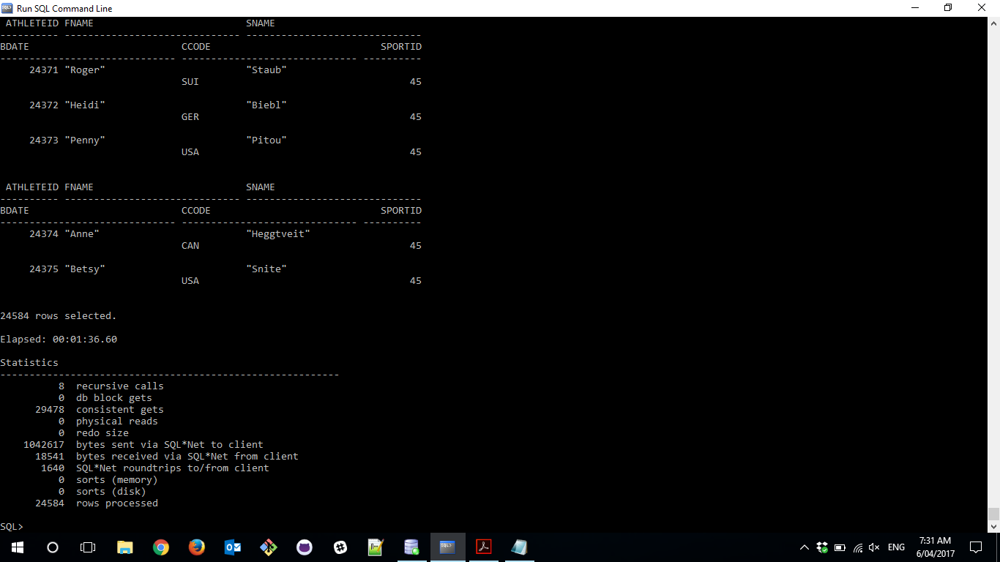 Run SQL Command Line
ATHLETEID FNAME                          SNAME
---------- ------------------------------ ------------------------------
BDATE                          CCODE                             SPORTID
------------------------------ ------------------------------ ----------
     24371 "Roger"                        "Staub"
                               SUI                                    45
     24372 "Heidi"                        "Biebl"
                               GER                                    45
     24373 "Penny"                        "Pitou"
                               USA                                    45
ATHLETEID FNAME                          SNAME
---------- ------------------------------ ------------------------------
BDATE                          CCODE                             SPORTID
------------------------------ ------------------------------ ----------
     24374 "Anne"                         "Heggtveit"
                               CAN                                    45
     24375 "Betsy"                        "Snite"
                               USA                                    45
24584 rows selected.
Elapsed: 00:01:36.60
Statistics
----------------------------------------------------------
          8  recursive calls
          0  db block gets
      29478  consistent gets
          0  physical reads
          0  redo size
    1042617  bytes sent via SQL*Net to client
      18541  bytes received via SQL*Net from client
       1640  SQL*Net roundtrips to/from client
          0  sorts (memory)
          0  sorts (disk)
      24584  rows processed
SQL>
ENG
7:31 AM
6/04/2017